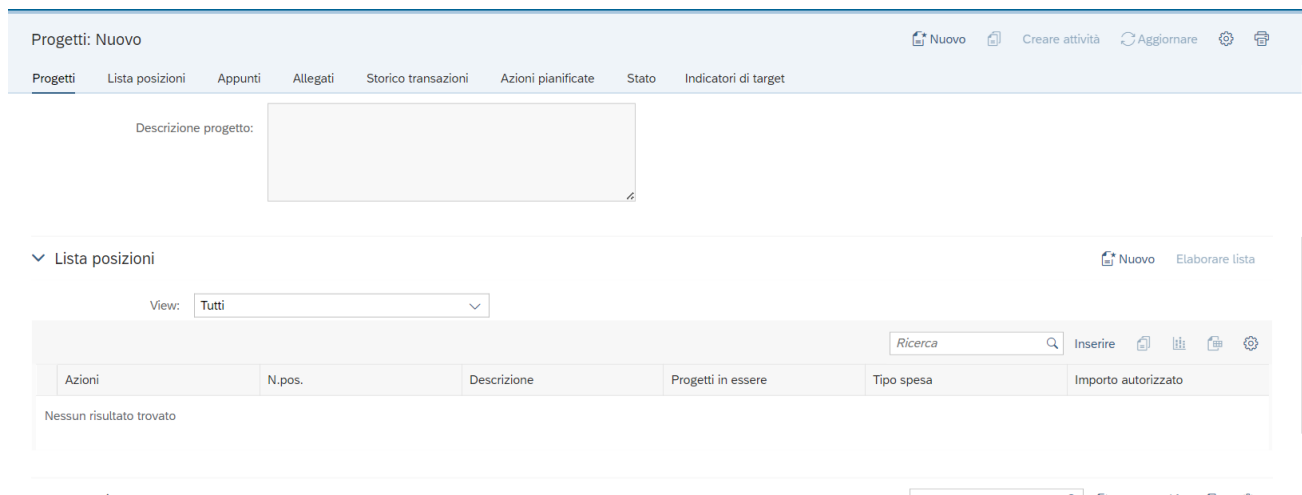 Progetti: Nuovo
Nuovo Creare attività Aggiornare
Progetti Lista posizioni Appunti Allegati Storico transazioni Azioni pianificate Stato Indicatori di target
Descrizione progetto:
Lista posizioni
Nuovo Elaborare lista
View: Tutti
Ricerca Inserire
Azioni N.pos. Descrizione Progetti in essere Tipo spesa Importo autorizzato
Nessun risultato trovato